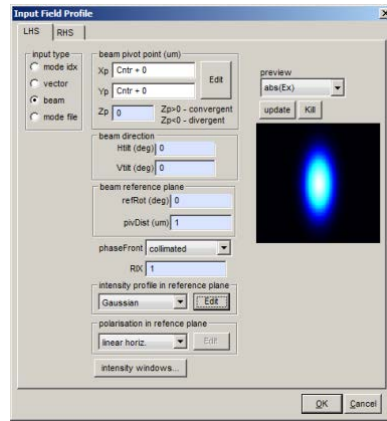 Input Field Profile
LHS RHS
input type
mode idx
vector
beam
mode file
beam pivot point (um)
Xp Cntr + 0
Yp Cntr + 0
Edit
Zp 0
Zp>0 - convergent
Zp<0 - divergent
beam direction
Htilt (deg) 0
Vtilt (deg) 0
beam reference plane
refRot (deg) 0
pivDist (um) 1
phaseFront collimated
RIX 1
intensity profile in reference plane
Gaussian Edit
polarisation in refence plane
linear horiz. Edit
intensity windows...
preview
abs(Ex)
update Kill
OK Cancel